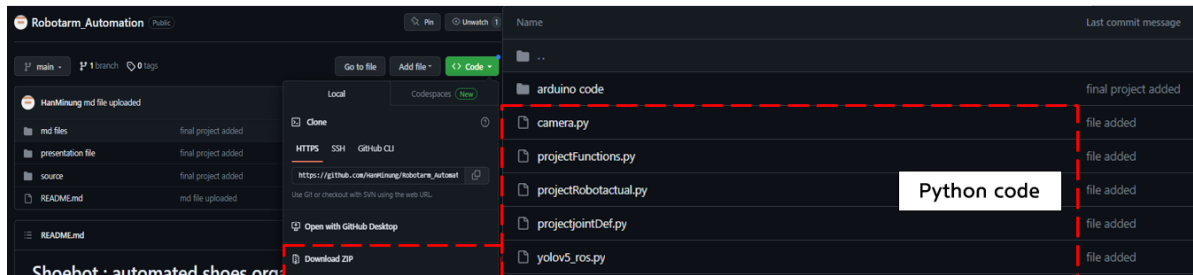 Robotarm_Automation Public
Pin
Unwatch 1
main
1 branch
0 tags
Go to file
Add file
<> Code
HanMinung md file uploaded
md files final project added
presentation file final project added
source final project added
README.md md file uploaded
README.md
Shoebot : automated shoes orga
Local
Codespaces New
Clone
HTTPS SSH GitHub CLI
https://github.com/HanMinung/Robotarm_Automat
Use Git or checkout with SVN using the web URL.
Open with GitHub Desktop
Download ZIP
Name Last commit message
..
arduino code final project added
camera.py file added
projectFunctions.py file added
projectRobotactual.py file added
Python code
projectjointDef.py file added
yolov5_ros.py file added